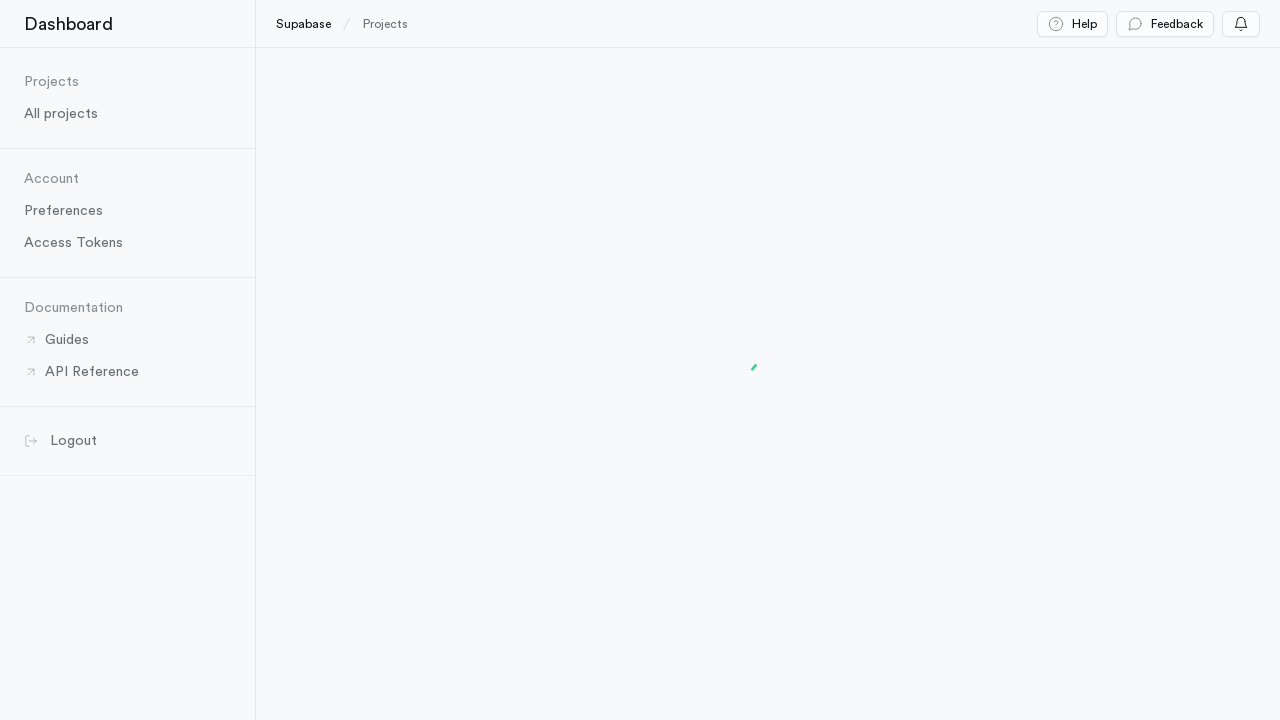 Dashboard
Supabase / Projects
Help
Feedback
Projects
All projects
Account
Preferences
Access Tokens
Documentation
Guides
API Reference
Logout